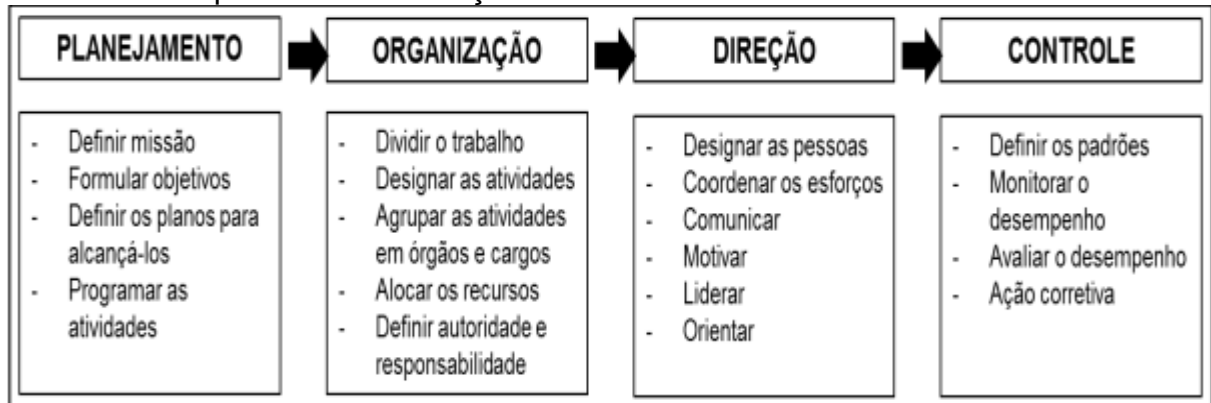 PLANEJAMENTO
ORGANIZAÇÃO
DIREÇÃO
CONTROLE
- Definir missão
- Formular objetivos
- Definir os planos para
alcançá-los
- Programar as
atividades
- Dividir o trabalho
- Designar as atividades
- Agrupar as atividades
em órgãos e cargos
- Alocar os recursos
- Definir autoridade e
responsabilidade
- Designar as pessoas
- Coordenar os esforços
- Comunicar
- Motivar
- Liderar
- Orientar
- Definir os padrões
- Monitorar o
desempenho
- Avaliar o desempenho
- Ação corretiva